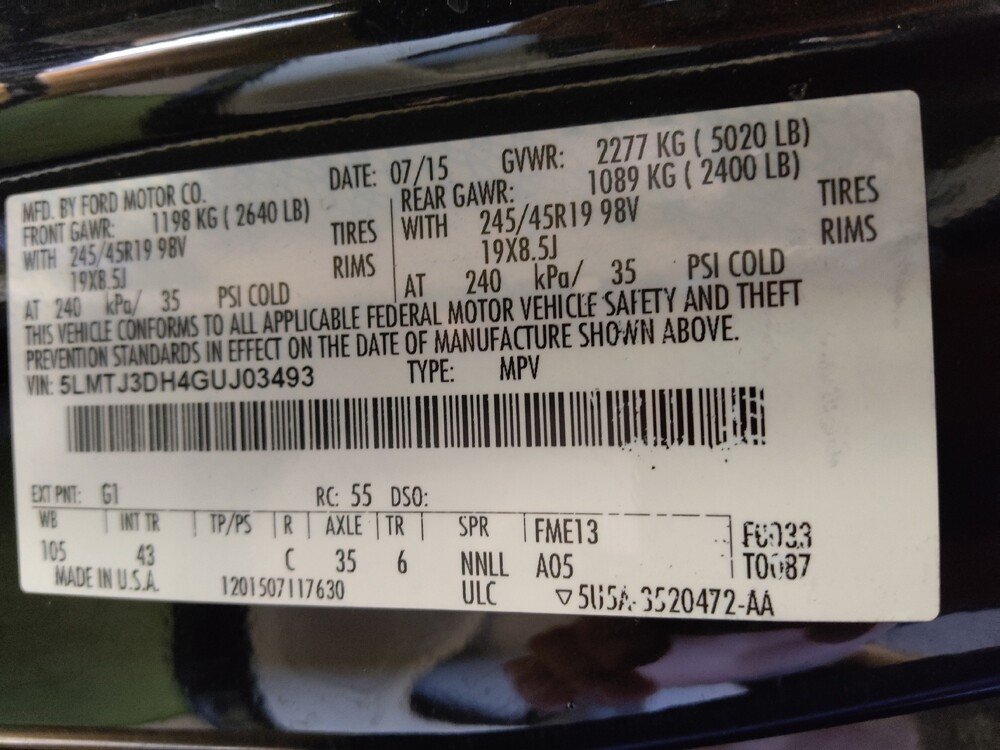 MFD. BY FORD MOTOR CO. DATE: 07/15 GVWR: 2277 KG ( 5020 LB)
FRONT GAWR: 1198 KG ( 2640 LB) REAR GAWR: 1089 KG ( 2400 LB)
WITH 245/45R19 98V TIRES WITH 245/45R19 98V TIRES
19X8.5J RIMS 19X8.5J RIMS
AT 240 kPa/ 35 PSI COLD AT 240 kPa/ 35 PSI COLD
THIS VEHICLE CONFORMS TO ALL APPLICABLE FEDERAL MOTOR VEHICLE SAFETY AND THEFT
PREVENTION STANDARDS IN EFFECT ON THE DATE OF MANUFACTURE SHOWN ABOVE.
VIN: 5LMTJ3DH4GUJ03493 TYPE: MPV
EXT PNT: G1 RC: 55 DSO:
WB INT TR TP/PS R AXLE TR SPR FME13
105 43 C 35 6 NNLL A05 T0087
MADE IN U.S.A. 1201507117630 ULC